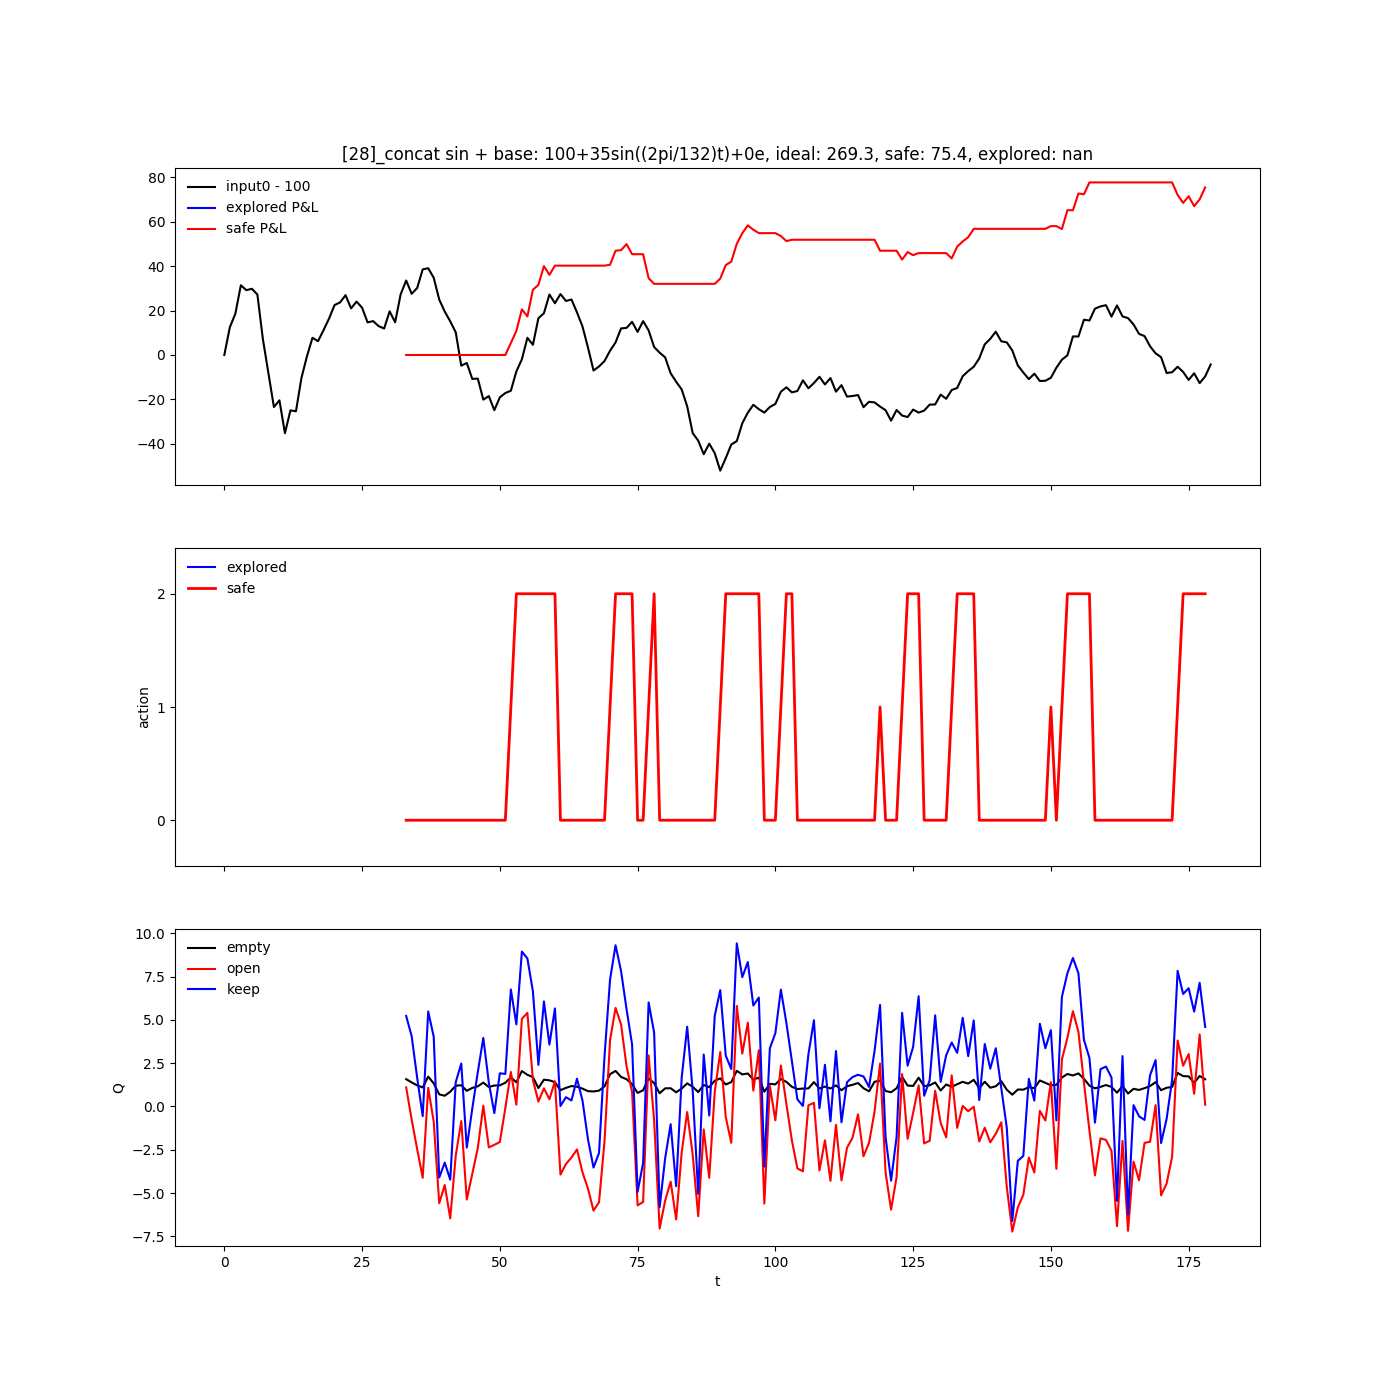 [28]_concat sin + base: 100+35sin((2pi/132)t)+0e, ideal: 269.3, safe: 75.4, explored: nan
80
60
40
20
0
−20
−40
input0 - 100
explored P&L
safe P&L
action
2
1
0
explored
safe
Q
10.0
7.5
5.0
2.5
0.0
−2.5
−5.0
−7.5
empty
open
keep
0 25 50 75 100 125 150 175
t